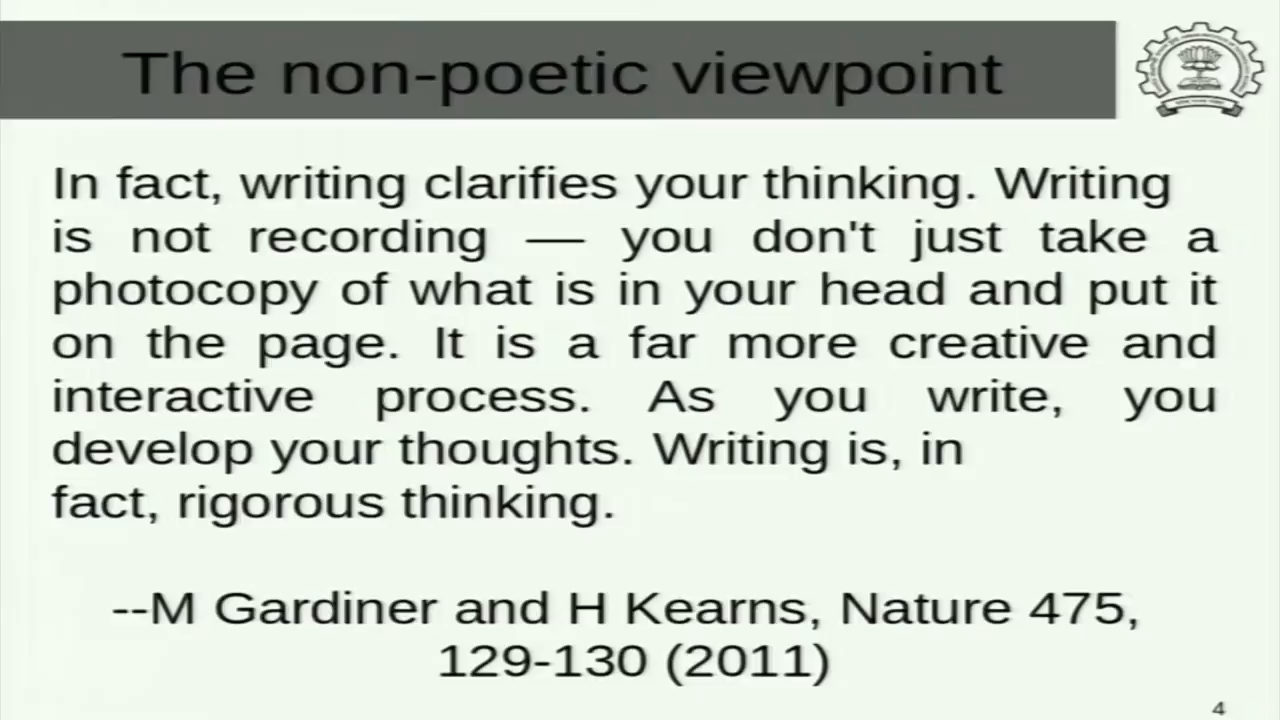 The non-poetic viewpoint
In fact, writing clarifies your thinking. Writing
is not recording — you don't just take a
photocopy of what is in your head and put it
on the page. It is a far more creative and
interactive process. As you write, you
develop your thoughts. Writing is, in
fact, rigorous thinking.
--M Gardiner and H Kearns, Nature 475,
129-130 (2011)
4